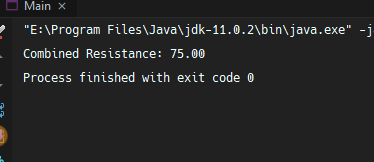 Main ×
"E:\Program Files\Java\jdk-11.0.2\bin\java.exe" -j
Combined Resistance: 75.00
Process finished with exit code 0